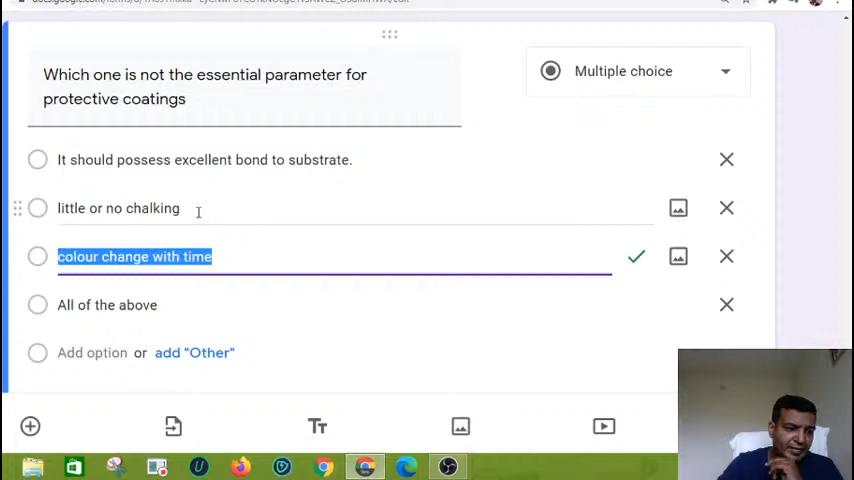 Which one is not the essential parameter for
protective coatings
Multiple choice
It should possess excellent bond to substrate.
little or no chalking
colour change with time
All of the above
Add option or add "Other"
TT